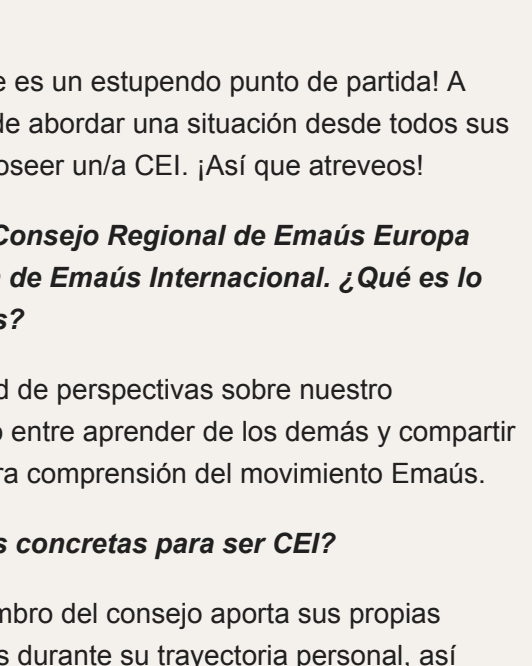 es un estupendo punto de partida! A
de abordar una situación desde todos sus
un/a CEI. ¡Así que atreveos!
Consejo Regional de Emaús Europa
de Emaús Internacional. ¿Qué es lo
de perspectivas sobre nuestro
entre aprender de los demás y compartir
comprensión del movimiento Emaús.
concretas para ser CEI?
del consejo aporta sus propias
durante su trayectoria personal, así